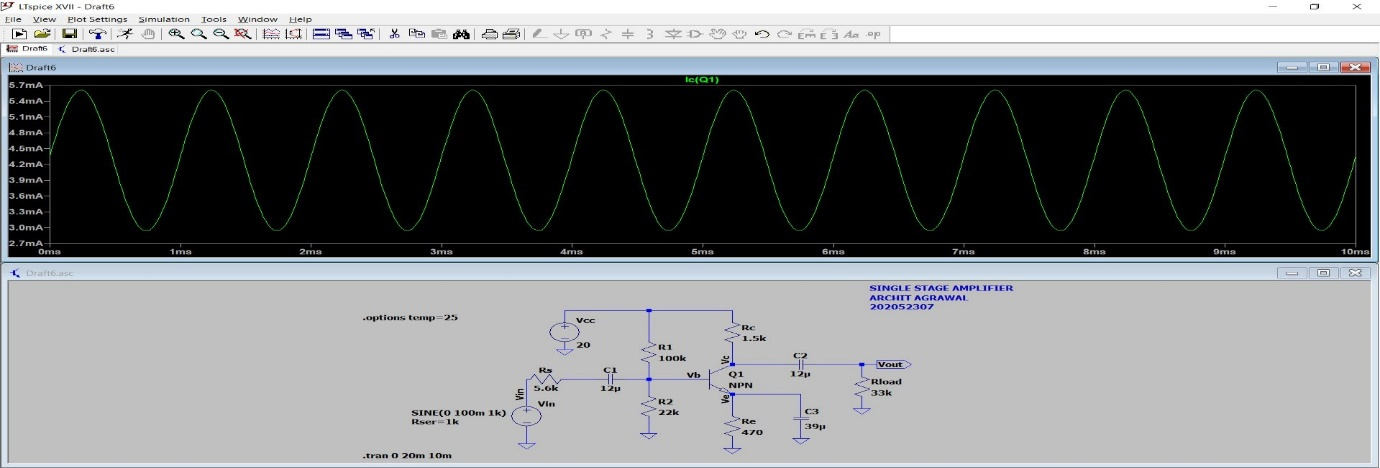 LTspice XVII - Draft6
File View Plot Settings Simulation Tools Window Help
Draft6 Draft6.asc
Draft6
Ic(Q1)
5.7mA
5.4mA
5.1mA
4.8mA
4.5mA
4.2mA
3.9mA
3.6mA
3.3mA
3.0mA
2.7mA
0ms 1ms 2ms 3ms 4ms 5ms 6ms 7ms 8ms 9ms 10ms
Draft6.asc
SINGLE STAGE AMPLIFIER
ARCHIT AGRAWAL
202052307
.options temp=25
Vcc
20
R1
100k
Rc
1.5k
Vc
C2
12µ
Vout
Rs
5.6k
C1
12µ
Vb
Q1
NPN
Rload
33k
Vin
Vin
SINE(0 100m 1k)
Rser=1k
R2
22k
Ve
Re
470
C3
39µ
.tran 0 20m 10m